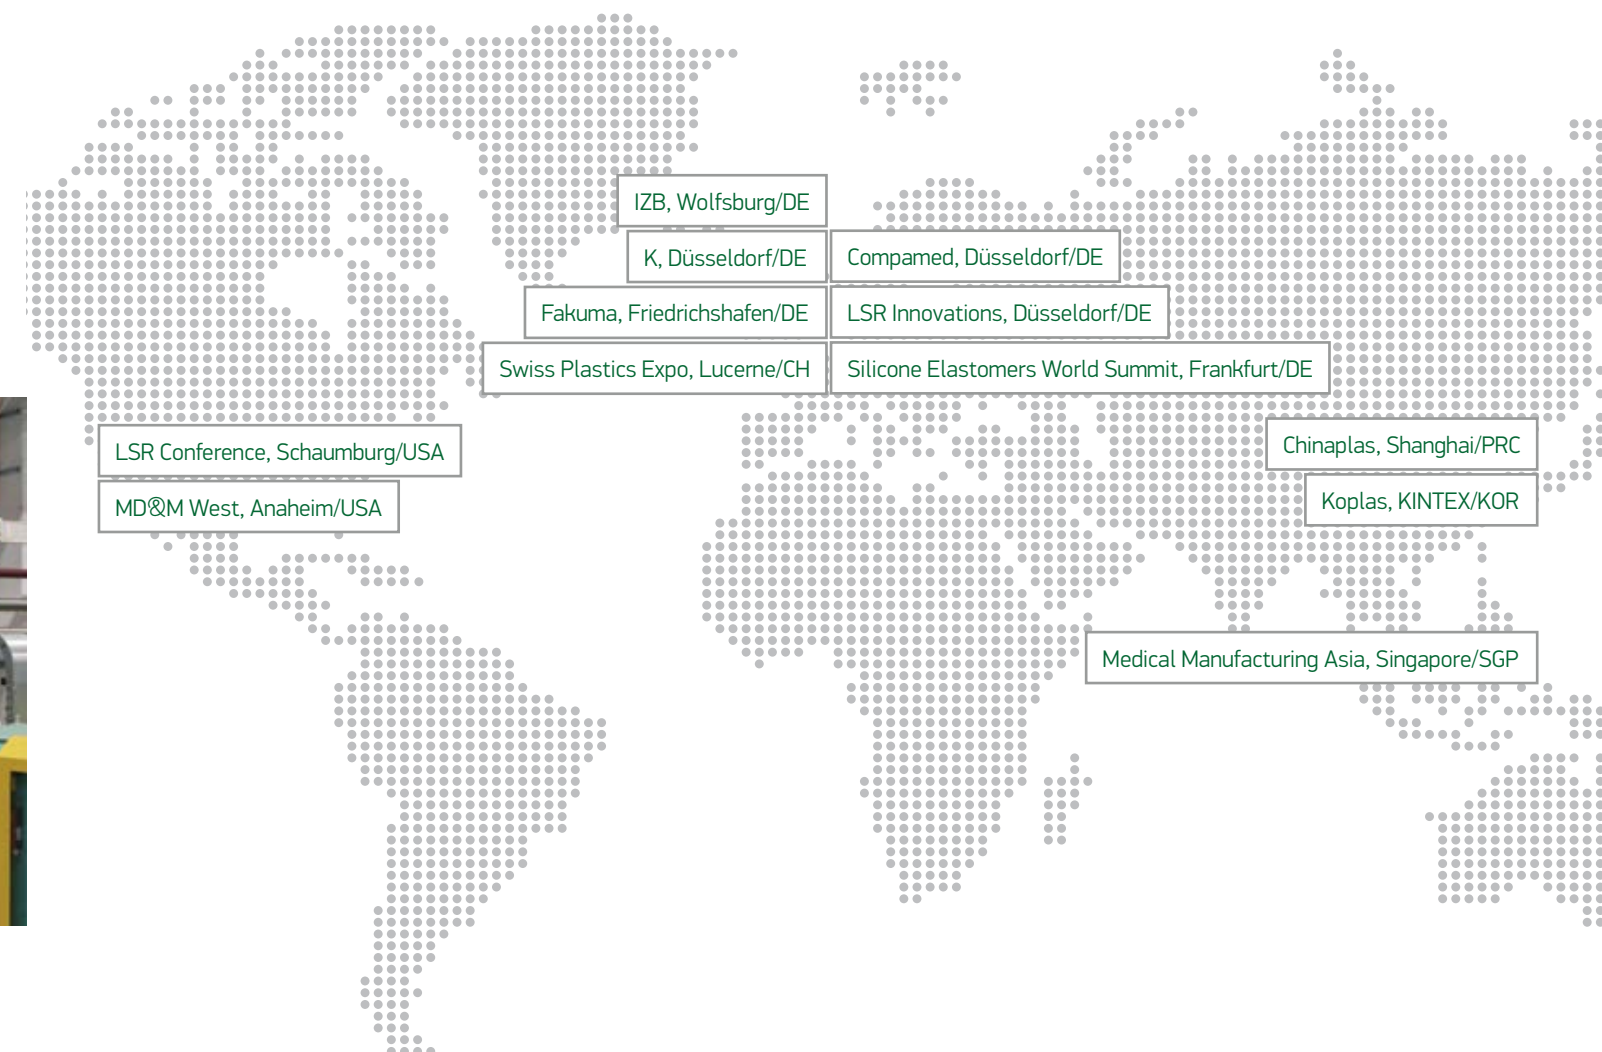 IZB, Wolfsburg/DE
K, Düsseldorf/DE
Compamed, Düsseldorf/DE
Fakuma, Friedrichshafen/DE
LSR Innovations, Düsseldorf/DE
Swiss Plastics Expo, Lucerne/CH
Silicone Elastomers World Summit, Frankfurt/DE
LSR Conference, Schaumburg/USA
MD&M West, Anaheim/USA
Chinaplas, Shanghai/PRC
Koplas, KINTEX/KOR
Medical Manufacturing Asia, Singapore/SGP